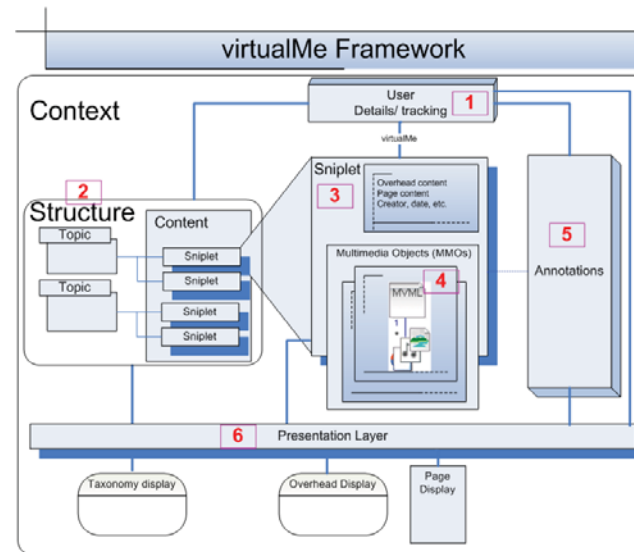 virtualMe Framework
Context
User
Details/ tracking
1
virtualMe
2
Structure
Topic
Topic
Content
Sniplet
Sniplet
Sniplet
Sniplet
Sniplet
3
Overhead content
Page content
Creator, date, etc.
Multimedia Objects (MMOs)
4
MVML
1
*
5
Annotations
6
Presentation Layer
Taxonomy display
Overhead Display
Page
Display